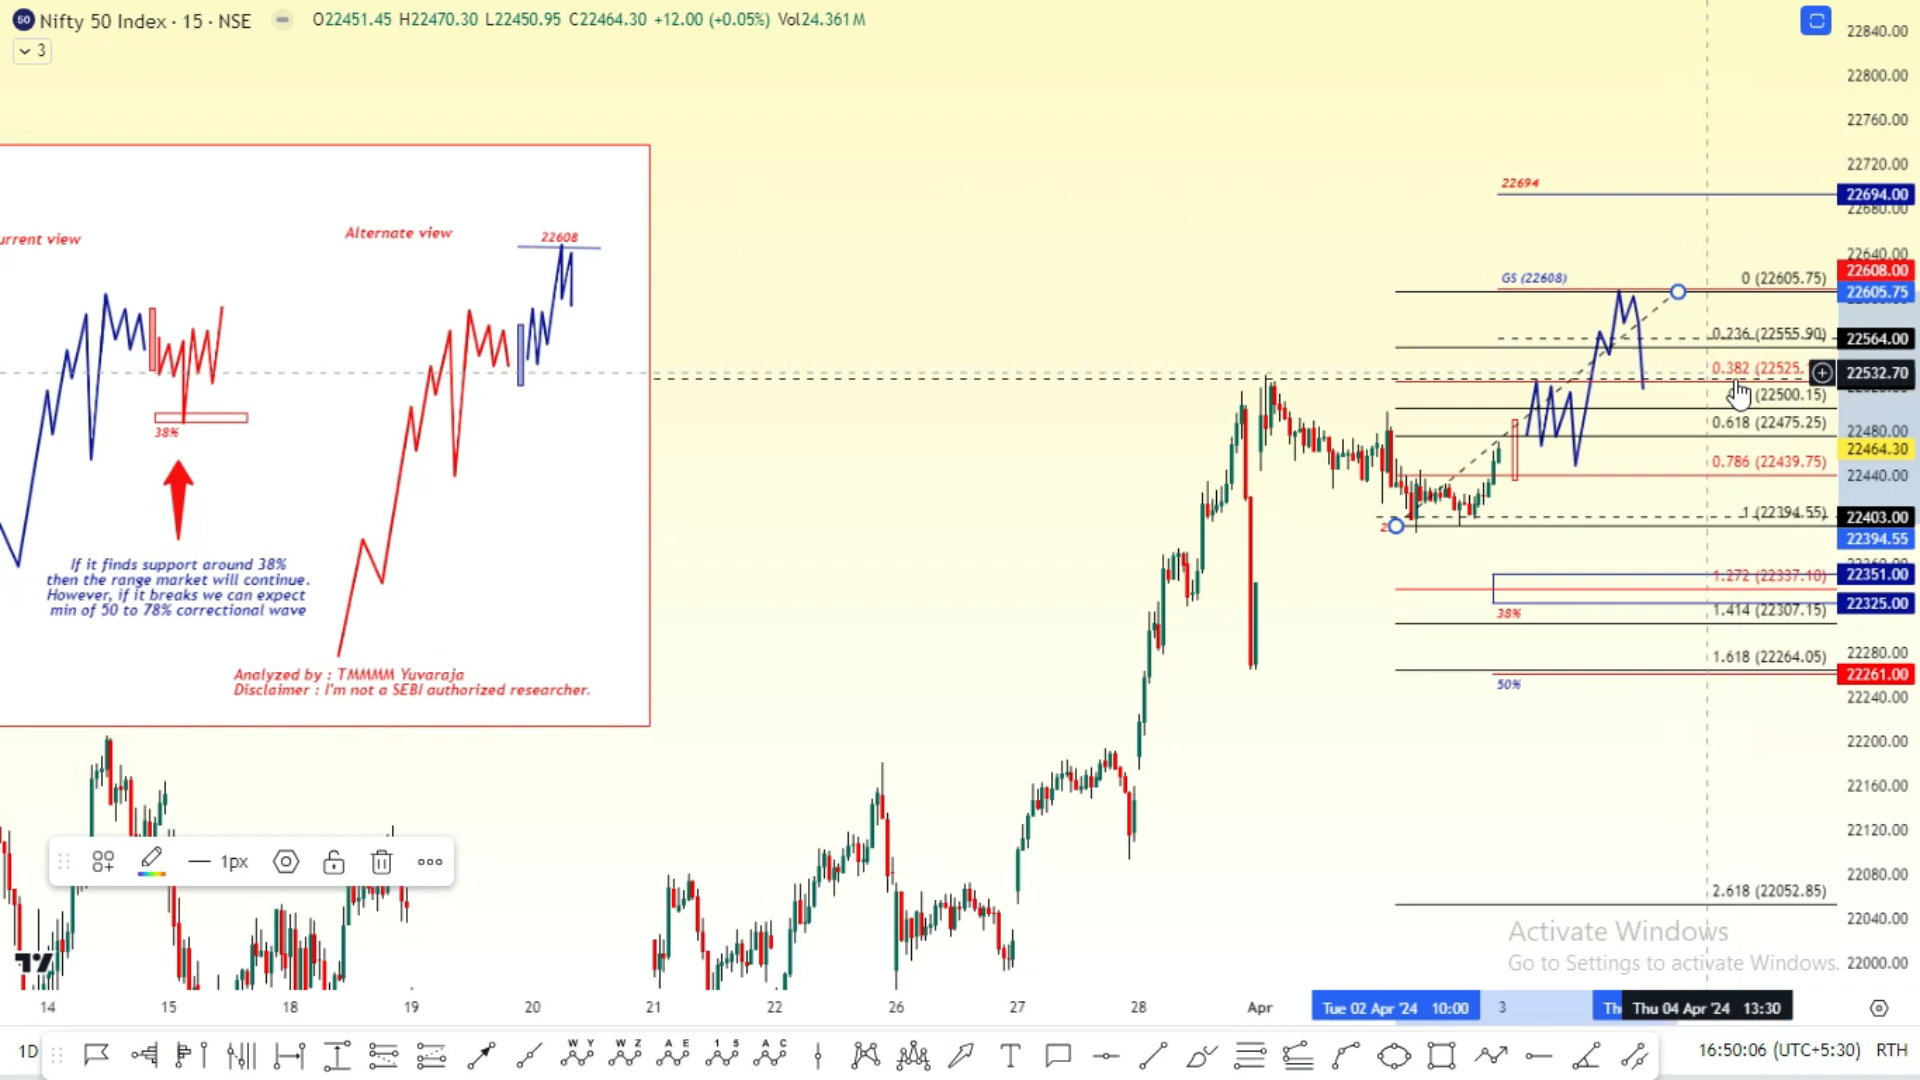 50 Nifty 50 Index · 15 · NSE O22451.45 H22470.30 L22450.95 C22464.30 +12.00 (+0.05%) Vol24.361M
3
urrent view
Alternate view
22608
38%
If it finds support around 38%
then the range market will continue.
However, if it breaks we can expect
min of 50 to 78% correctional wave
Analyzed by : TMMMM Yuvaraja
Disclaimer : I'm not a SEBI authorized researcher.
22694
GS (22608)
0 (22605.75)
0.236 (22555.90)
0.382 (22525.
(22500.15)
0.618 (22475.25)
0.786 (22439.75)
1 (22394.55)
1.272 (22337.10)
38%
1.414 (22307.15)
1.618 (22264.05)
50%
2.618 (22052.85)
22840.00
22800.00
22760.00
22720.00
22694.00
22680.00
22640.00
22608.00
22605.75
22564.00
22532.70
22480.00
22464.30
22440.00
22403.00
22394.55
22351.00
22325.00
22280.00
22261.00
22240.00
22200.00
22160.00
22120.00
22080.00
22040.00
22000.00
1px
Activate Windows
Go to Settings to activate Windows.
14 15 18 19 20 21 22 26 27 28 Apr Tue 02 Apr '24 10:00 3 Th Thu 04 Apr '24 13:30
1D
W Y W Z A E 1 5 A C
T
16:50:06 (UTC+5:30) RTH